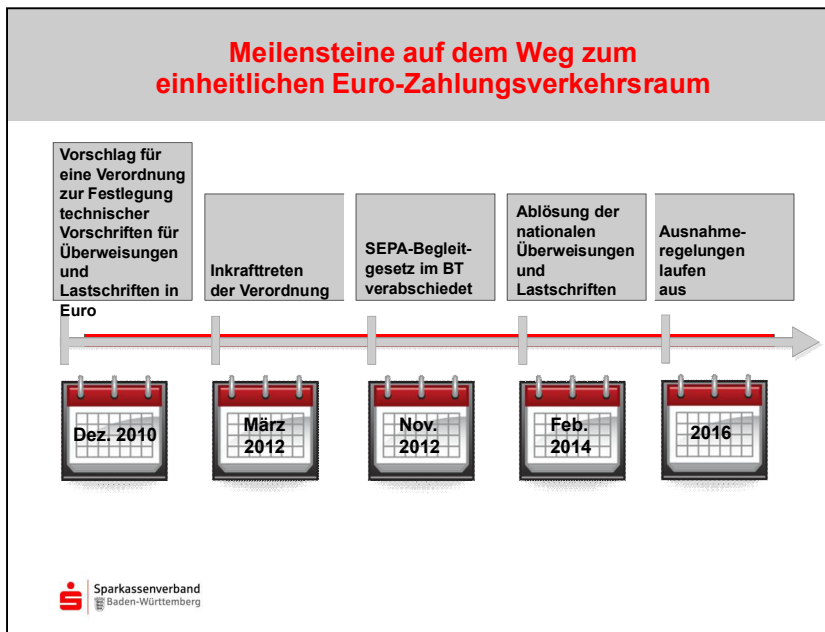 Meilensteine auf dem Weg zum
einheitlichen Euro-Zahlungsverkehrsraum
Vorschlag für
eine Verordnung
zur Festlegung
technischer
Vorschriften für
Überweisungen
und
Lastschriften in
Euro
Inkrafttreten
der Verordnung
SEPA-Begleit-
gesetz im BT
verabschiedet
Ablösung der
nationalen
Überweisungen
und
Lastschriften
Ausnahme-
regelungen
laufen
aus
Dez. 2010
März
2012
Nov.
2012
Feb.
2014
2016
Sparkassenverband
Baden-Württemberg